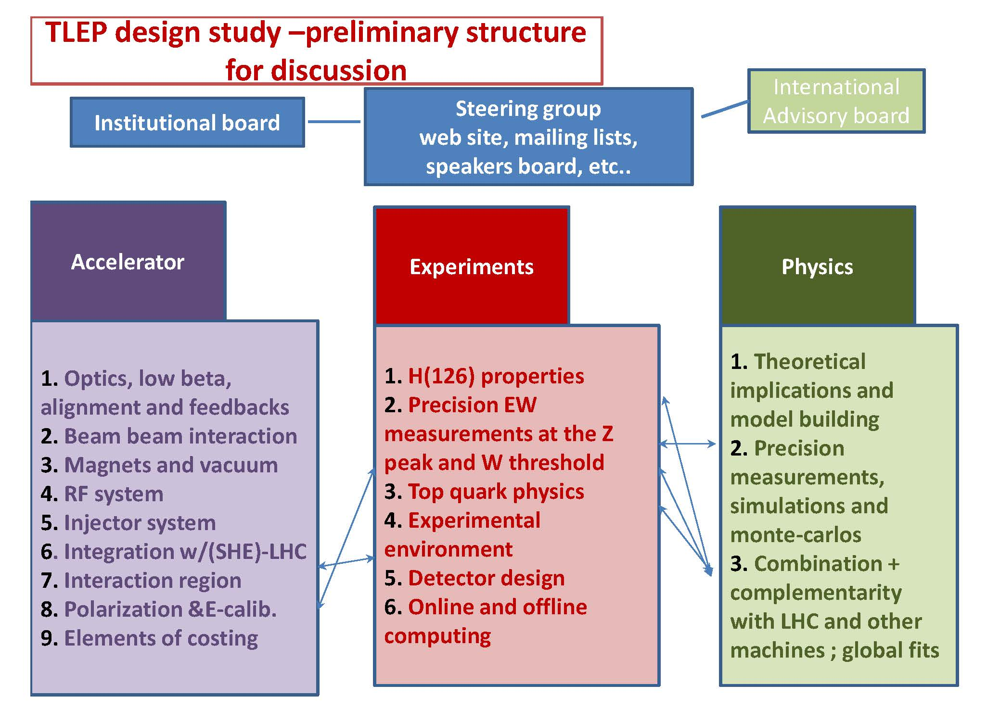 TLEP design study –preliminary structure
for discussion
Institutional board
Steering group
web site, mailing lists,
speakers board, etc..
International
Advisory board
Accelerator
1. Optics, low beta,
alignment and feedbacks
2. Beam beam interaction
3. Magnets and vacuum
4. RF system
5. Injector system
6. Integration w/(SHE)-LHC
7. Interaction region
8. Polarization &E-calib.
9. Elements of costing
Experiments
1. H(126) properties
2. Precision EW
measurements at the Z
peak and W threshold
3. Top quark physics
4. Experimental
environment
5. Detector design
6. Online and offline
computing
Physics
1. Theoretical
implications and
model building
2. Precision
measurements,
simulations and
monte-carlos
3. Combination +
complementarity
with LHC and other
machines ; global fits